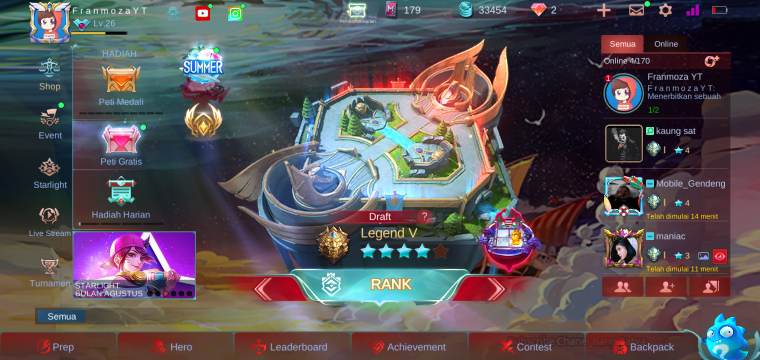 FranmozaYT
Lv.26
179
33454
2
HADIAH
Peti Medali
Peti Gratis
Hadiah Harian
STARLIGHT
BULAN AGUSTUS
Shop
Event
Starlight
Live Stream
Turnamen
Semua
SUMMER
Draft
?
Legend V
RANK
Semua
Online
Online 4/170
1
Franmoza YT
FranmozaYT:
Menerbitkan sebuah
1/2
kaung sat
I
4
Mobile_Gendeng
I
4
Telah dimulai 14 menit
maniac
I
3
Telah dimulai 11 menit
Prep
Hero
Leaderboard
Achievement
Contest
Backpack